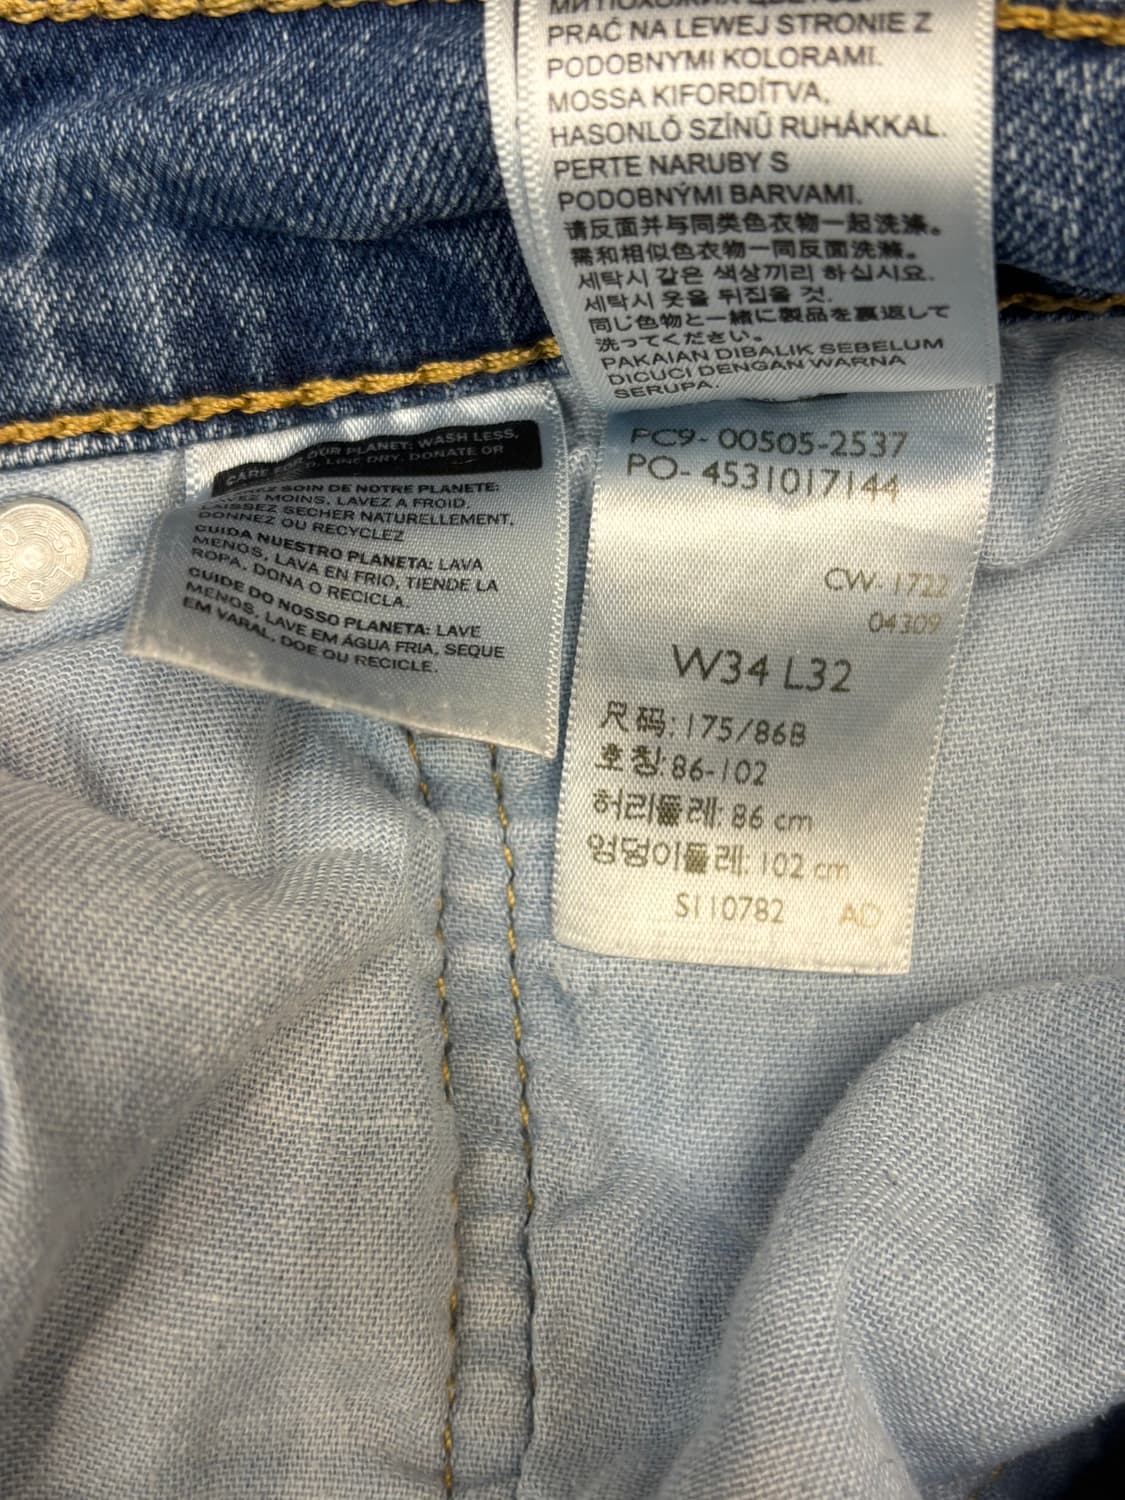 PRAĆ NA LEWEJ STRONIE Z
PODOBNYMI KOLORAMI.
MOSSA KIFORDÍTVA,
HASONLÓ SZÍNŰ RUHÁKKAL.
PERTE NARUBY S
PODOBNÝMI BARVAMI.
请反面并与同类色衣物一起洗涤。
需和相似色衣物一同反面洗滌。
세탁시 같은 색상끼리 하십시요.
세탁시 옷을 뒤집을 것.
同じ色物と一緒に製品を裏返して
洗ってください。
PAKAIAN DIBALIK SEBELUM
DICUCI DENGAN WARNA
SERUPA.
OUR PLANET: WASH LESS,
LINE DRY, DONATE OR
SOIN DE NOTRE PLANETE:
MOINS, LAVEZ A FROID,
LAISSEZ SECHER NATURELLEMENT,
DONNEZ OU RECYCLEZ
CUIDA NUESTRO PLANETA: LAVA
MENOS, LAVA EN FRIO, TIENDE LA
ROPA, DONA O RECICLA.
CUIDE DO NOSSO PLANETA: LAVE
MENOS, LAVE EM ÁGUA FRIA, SEQUE
EM VARAL, DOE OU RECICLE.
PC9- 00505-2537
PO- 4531017144
CW- 1722
04309
W34 L32
尺码: 175/86B
호칭: 86-102
허리둘레: 86 cm
엉덩이둘레: 102 cm
S110782 AD